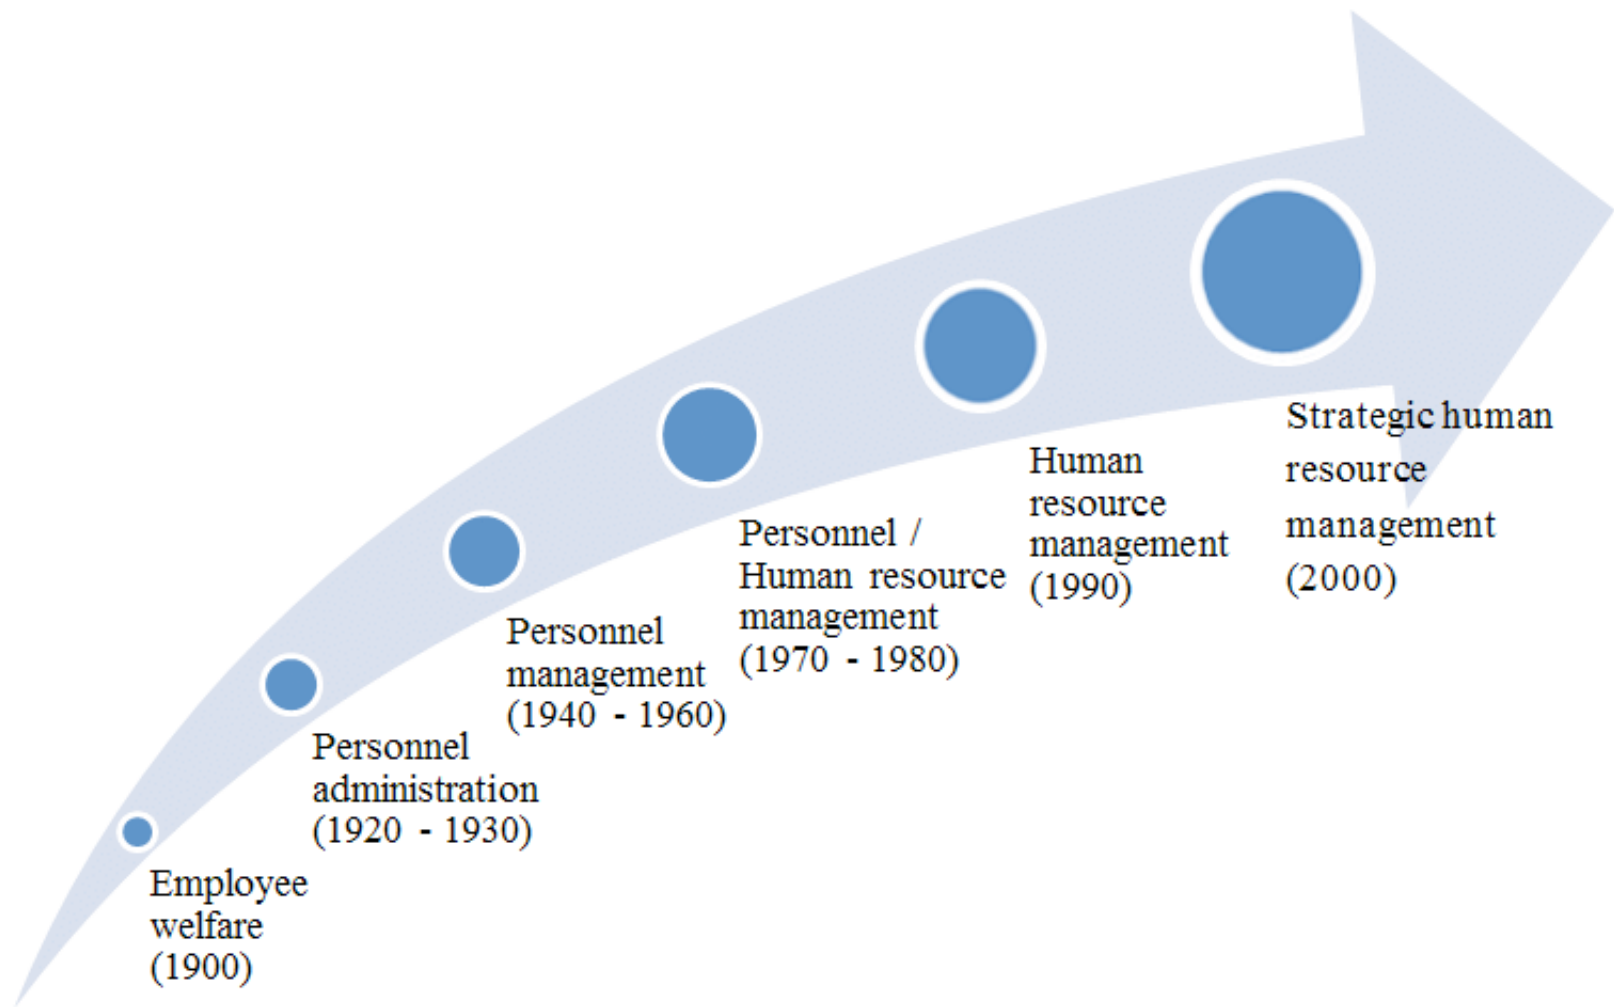 Employee
welfare
(1900)
Personnel
administration
(1920 - 1930)
Personnel
management
(1940 - 1960)
Personnel /
Human resource
management
(1970 - 1980)
Human
resource
management
(1990)
Strategic human
resource
management
(2000)